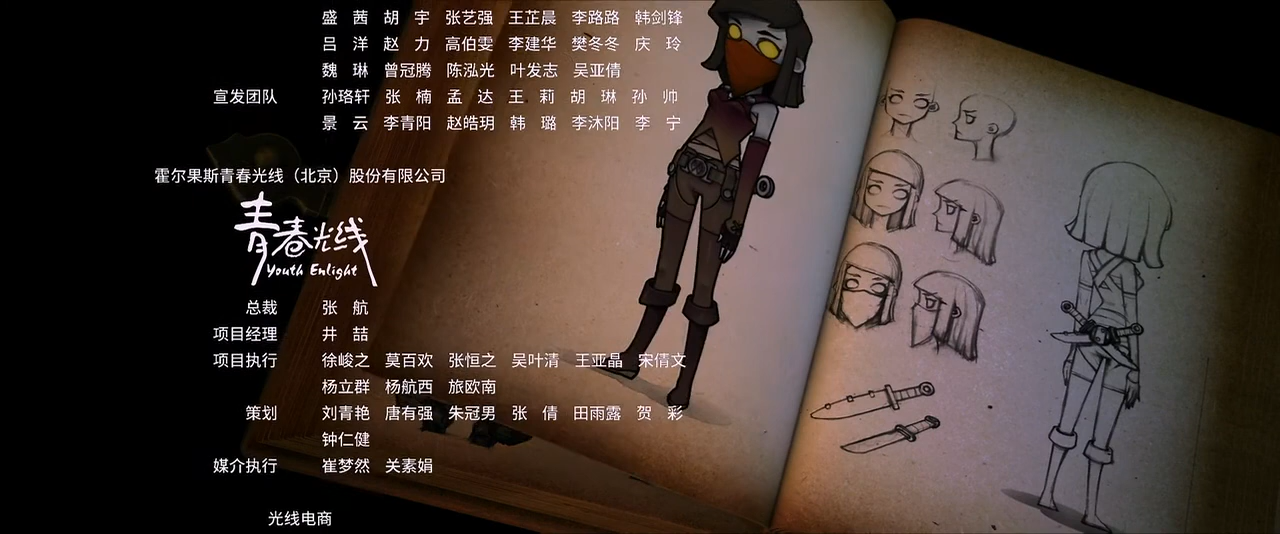 盛 茜 胡 宇 张艺强 王芷晨 李路路 韩剑锋
吕 洋 赵 力 高伯雯 李建华 樊冬冬 庆 玲
魏 琳 曾冠腾 陈泓光 叶发志 吴亚倩
宣发团队 孙珞轩 张 楠 孟 达 王 莉 胡 琳 孙 帅
景 云 李青阳 赵皓玥 韩 璐 李沐阳 李 宁
霍尔果斯青春光线（北京）股份有限公司
青春光线
Youth Enlight
总裁 张 航
项目经理 井 喆
项目执行 徐峻之 莫百欢 张恒之 吴叶清 王亚晶 宋倩文
杨立群 杨航西 旅欧南
策划 刘青艳 唐有强 朱冠男 张 倩 田雨露 贺 彩
钟仁健
媒介执行 崔梦然 关素娟
光线电商